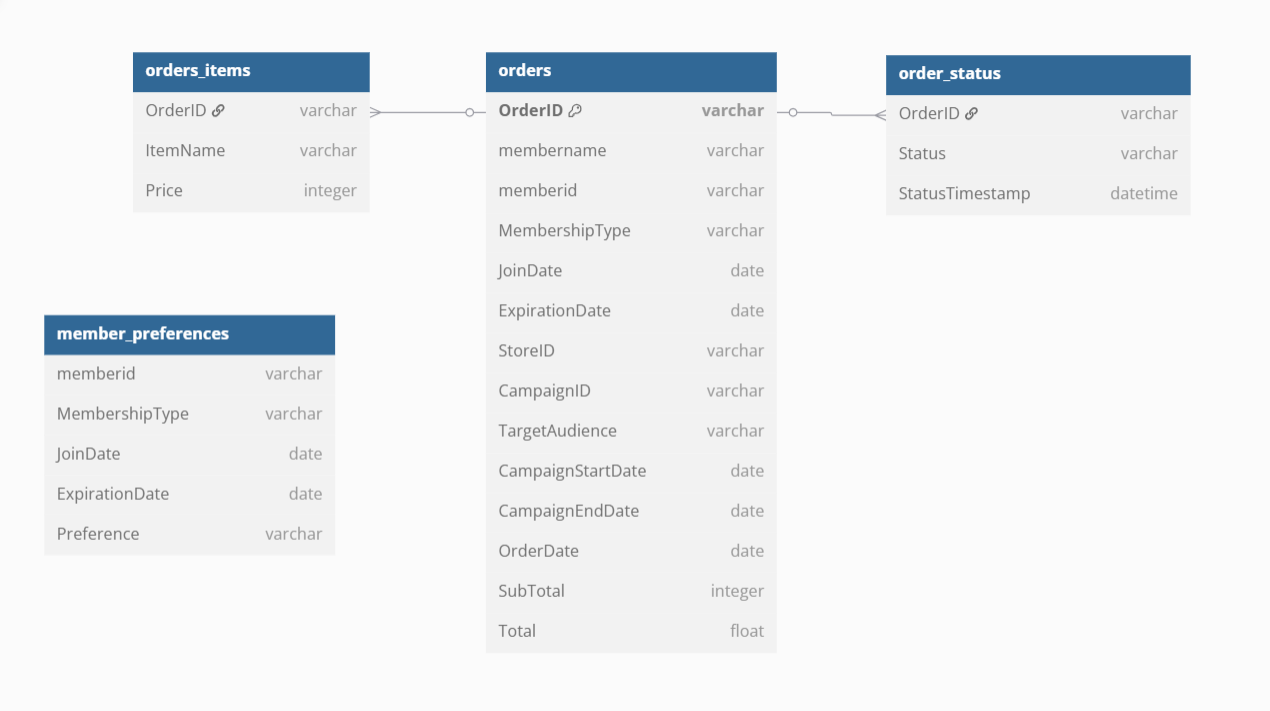 orders_items
OrderID varchar
ItemName varchar
Price integer
orders
OrderID varchar
membername varchar
memberid varchar
MembershipType varchar
JoinDate date
ExpirationDate date
StoreID varchar
CampaignID varchar
TargetAudience varchar
CampaignStartDate date
CampaignEndDate date
OrderDate date
SubTotal integer
Total float
order_status
OrderID varchar
Status varchar
StatusTimestamp datetime
member_preferences
memberid varchar
MembershipType varchar
JoinDate date
ExpirationDate date
Preference varchar